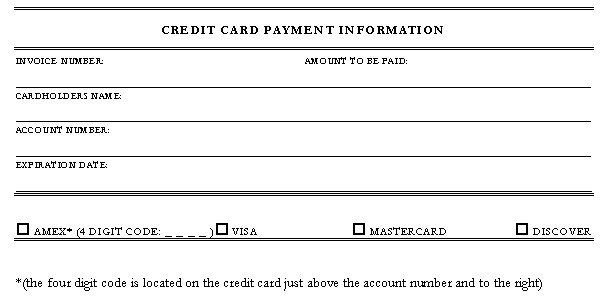 CREDIT CARD PAYMENT INFORMATION
INVOICE NUMBER: AMOUNT TO BE PAID:
CARDHOLDERS NAME:
ACCOUNT NUMBER:
EXPIRATION DATE:
AMEX* (4 DIGIT CODE: _ _ _ _ ) VISA MASTERCARD DISCOVER
*(the four digit code is located on the credit card just above the account number and to the right)